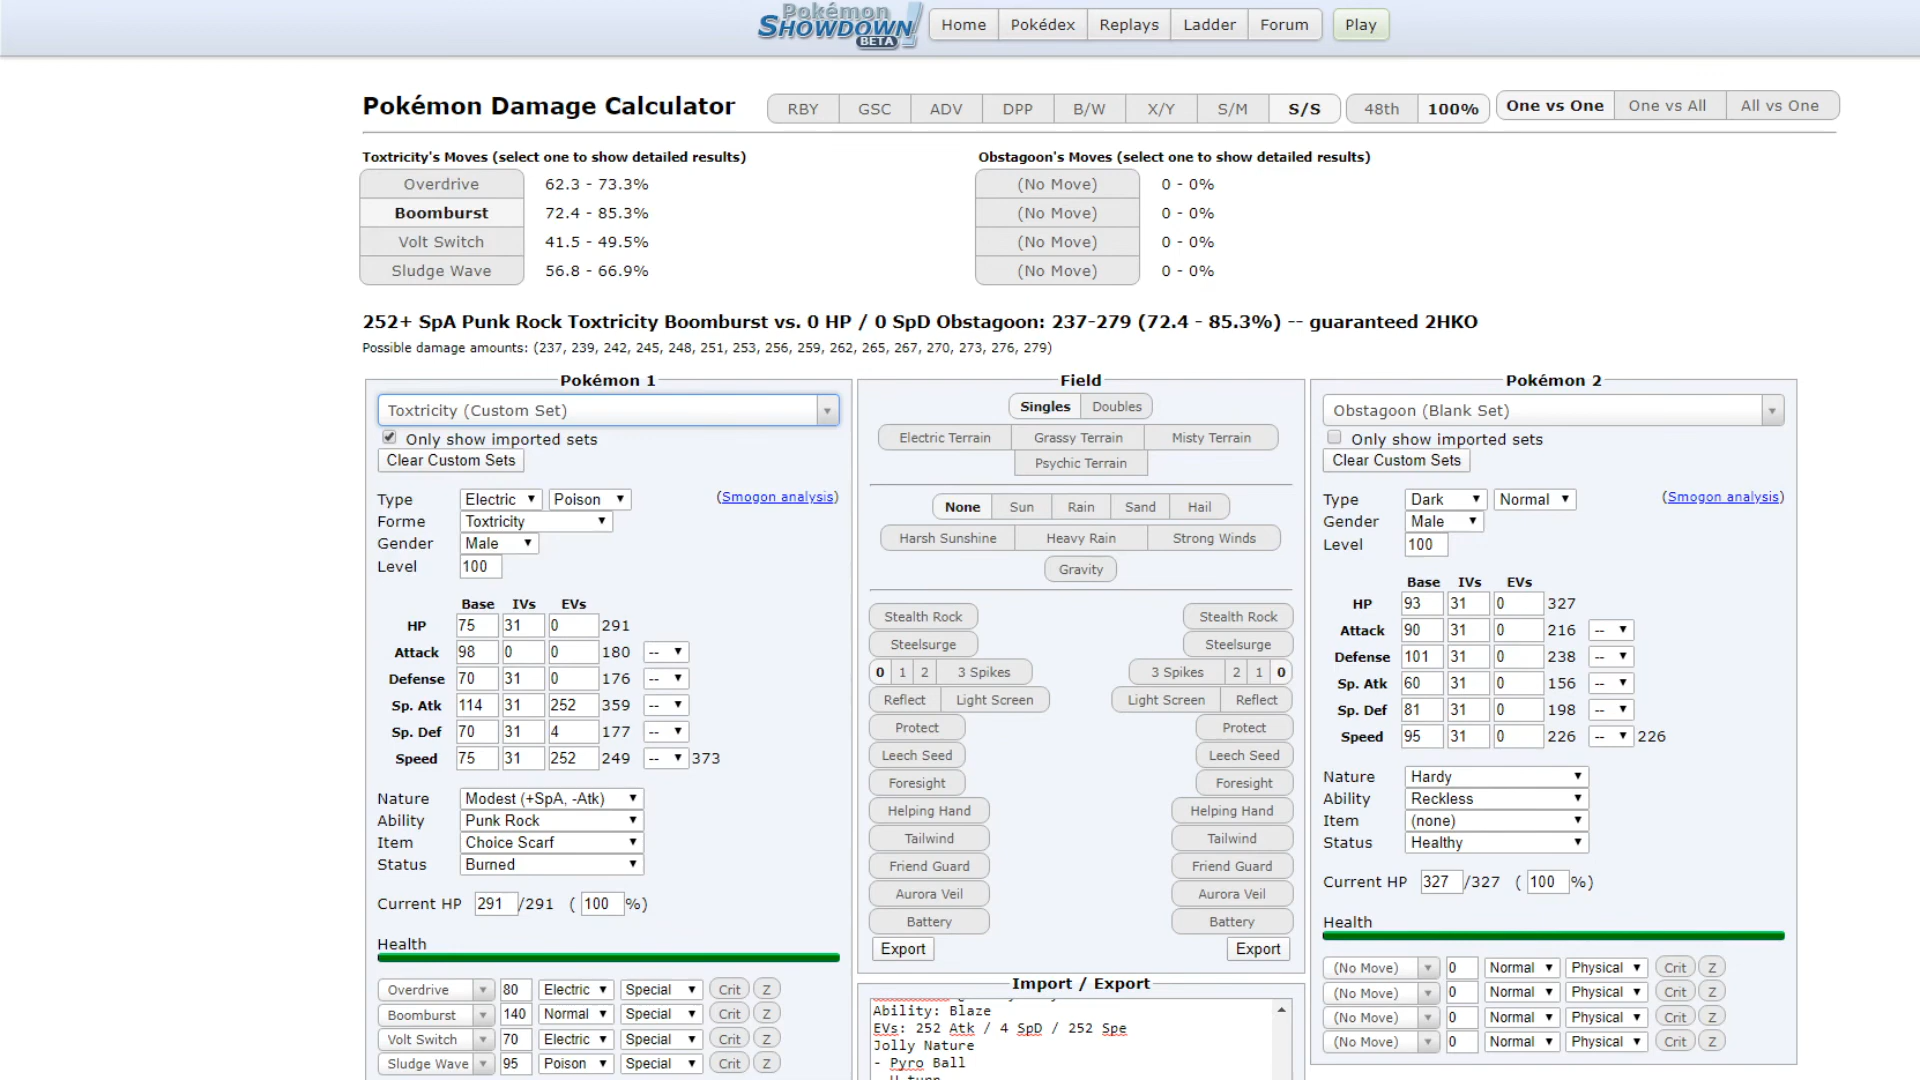 Pokémon
SHOWDOWN!
BETA
Home Pokédex Replays Ladder Forum Play
Pokémon Damage Calculator
RBY GSC ADV DPP B/W X/Y S/M S/S 48th 100% One vs One One vs All All vs One
Toxtricity's Moves (select one to show detailed results)
Overdrive 62.3 - 73.3%
Boomburst 72.4 - 85.3%
Volt Switch 41.5 - 49.5%
Sludge Wave 56.8 - 66.9%
Obstagoon's Moves (select one to show detailed results)
(No Move) 0 - 0%
(No Move) 0 - 0%
(No Move) 0 - 0%
(No Move) 0 - 0%
252+ SpA Punk Rock Toxtricity Boomburst vs. 0 HP / 0 SpD Obstagoon: 237-279 (72.4 - 85.3%) -- guaranteed 2HKO
Possible damage amounts: (237, 239, 242, 245, 248, 251, 253, 256, 259, 262, 265, 267, 270, 273, 276, 279)
Pokémon 1
Toxtricity (Custom Set)
Only show imported sets
Clear Custom Sets
Type Electric Poison (Smogon analysis)
Forme Toxtricity
Gender Male
Level 100
Base IVs EVs
HP 75 31 0 291
Attack 98 0 0 180 --
Defense 70 31 0 176 --
Sp. Atk 114 31 252 359 --
Sp. Def 70 31 4 177 --
Speed 75 31 252 249 -- 373
Nature Modest (+SpA, -Atk)
Ability Punk Rock
Item Choice Scarf
Status Burned
Current HP 291 /291 ( 100 %)
Health
Overdrive 80 Electric Special Crit Z
Boomburst 140 Normal Special Crit Z
Volt Switch 70 Electric Special Crit Z
Sludge Wave 95 Poison Special Crit Z
Field
Singles Doubles
Electric Terrain Grassy Terrain Misty Terrain
Psychic Terrain
None Sun Rain Sand Hail
Harsh Sunshine Heavy Rain Strong Winds
Gravity
Stealth Rock Stealth Rock
Steelsurge Steelsurge
0 1 2 3 Spikes 3 Spikes 2 1 0
Reflect Light Screen Light Screen Reflect
Protect Protect
Leech Seed Leech Seed
Foresight Foresight
Helping Hand Helping Hand
Tailwind Tailwind
Friend Guard Friend Guard
Aurora Veil Aurora Veil
Battery Battery
Export Export
Import / Export
Ability: Blaze
EVs: 252 Atk / 4 SpD / 252 Spe
Jolly Nature
- Pyro Ball
Pokémon 2
Obstagoon (Blank Set)
Only show imported sets
Clear Custom Sets
Type Dark Normal (Smogon analysis)
Gender Male
Level 100
Base IVs EVs
HP 93 31 0 327
Attack 90 31 0 216 --
Defense 101 31 0 238 --
Sp. Atk 60 31 0 156 --
Sp. Def 81 31 0 198 --
Speed 95 31 0 226 -- 226
Nature Hardy
Ability Reckless
Item (none)
Status Healthy
Current HP 327 /327 ( 100 %)
Health
(No Move) 0 Normal Physical Crit Z
(No Move) 0 Normal Physical Crit Z
(No Move) 0 Normal Physical Crit Z
(No Move) 0 Normal Physical Crit Z